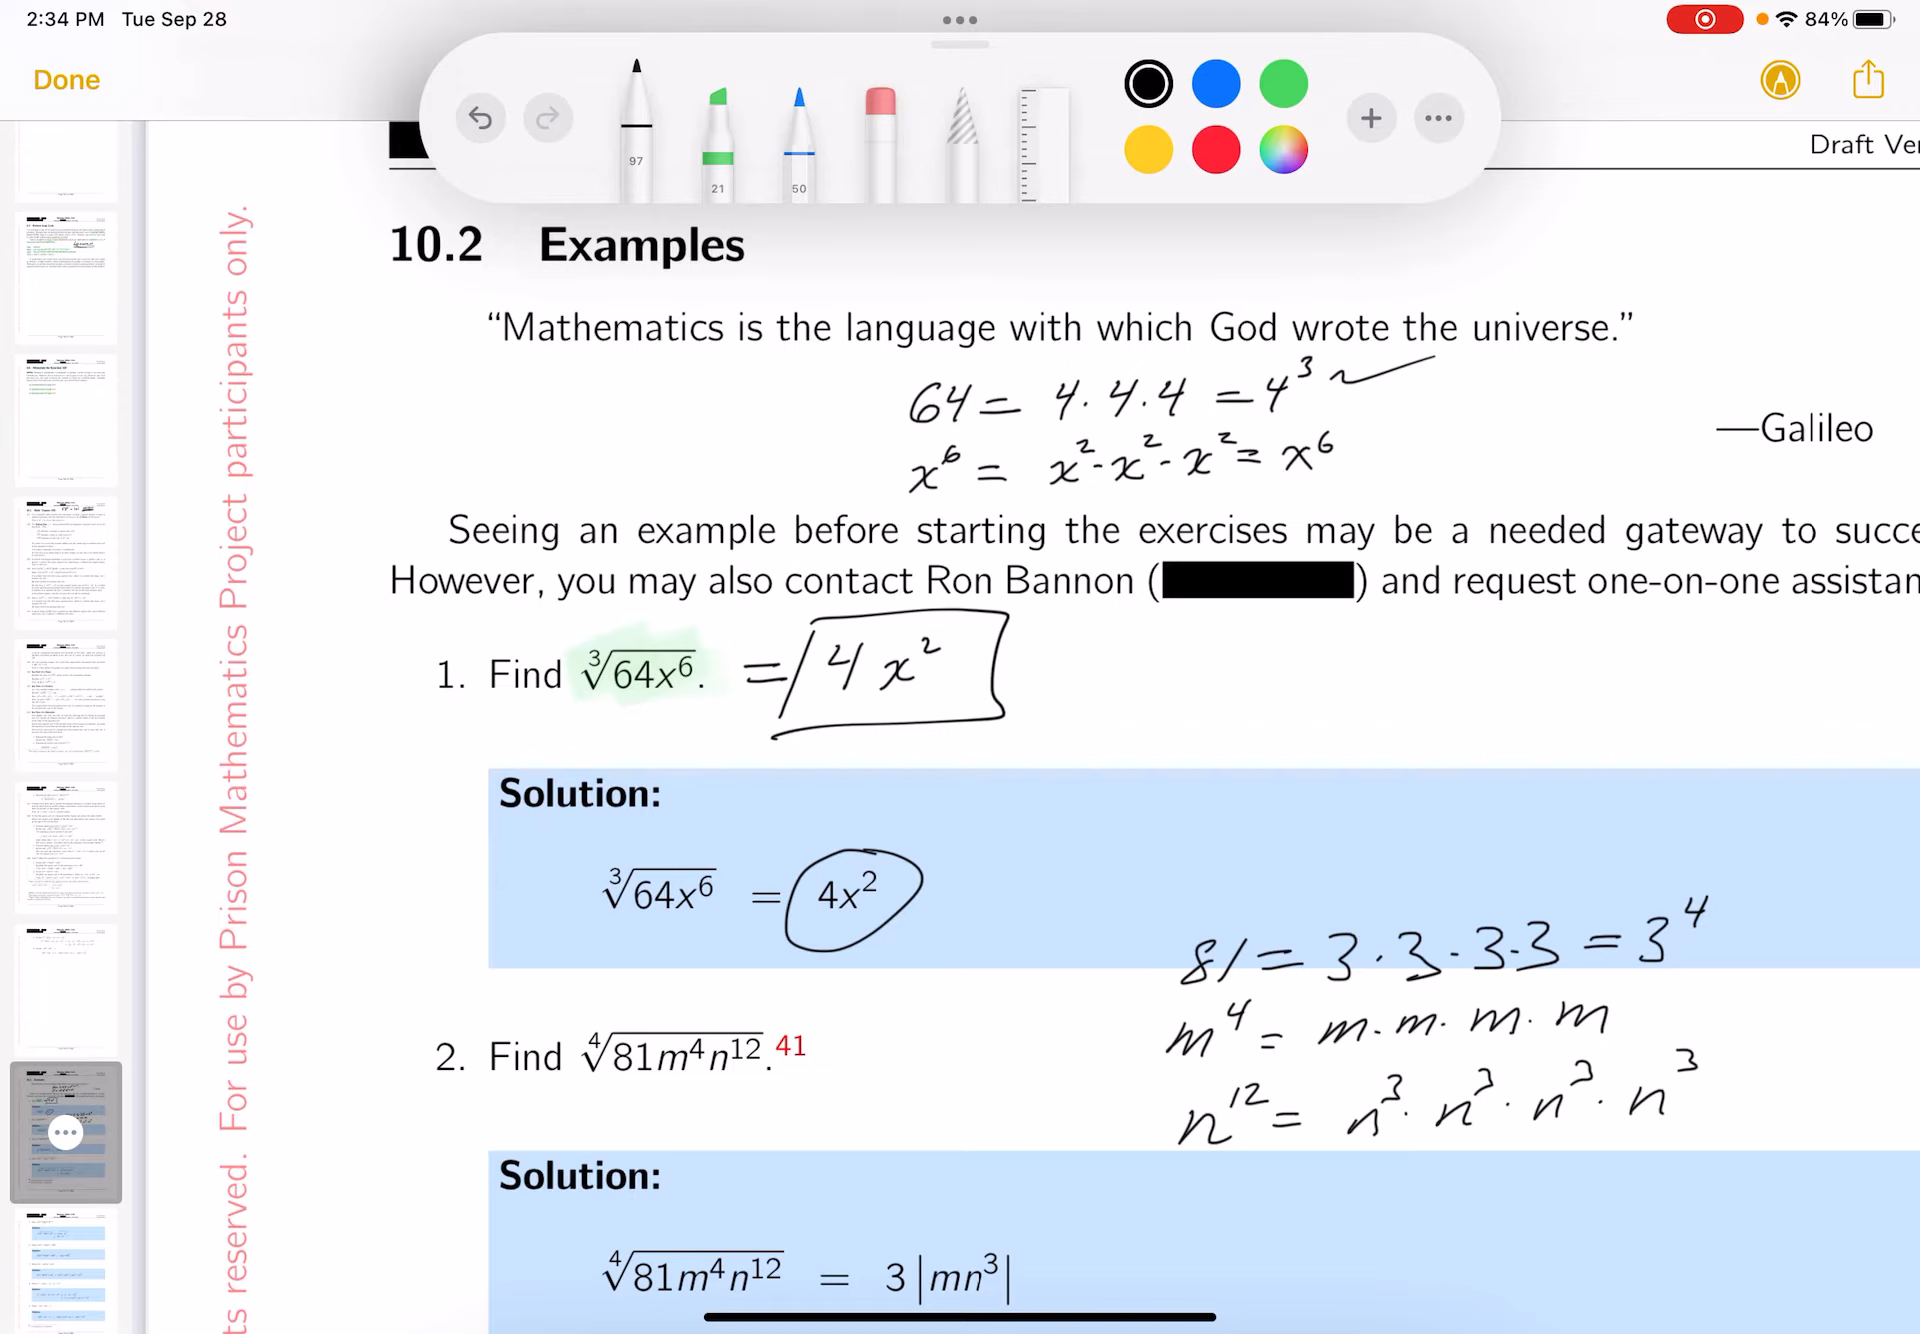 2:34 PM Tue Sep 28
84%
Done
97
21
50
Draft Ver
10.2 Examples
“Mathematics is the language with which God wrote the universe.”
64 = 4 · 4 · 4 = 4³
—Galileo
x⁶ = x² · x² · x² = x⁶
Seeing an example before starting the exercises may be a needed gateway to succe
However, you may also contact Ron Bannon ( ) and request one-on-one assistan
1. Find ∛64x⁶. = 4x²
Solution:
∛64x⁶ = 4x²
81 = 3 · 3 · 3 · 3 = 3⁴
m⁴ = m · m · m · m
2. Find ∜81m⁴n¹². 41
n¹² = n³ · n³ · n³ · n³
Solution:
∜81m⁴n¹² = 3|mn³|
ts reserved. For use by Prison Mathematics Project participants only.